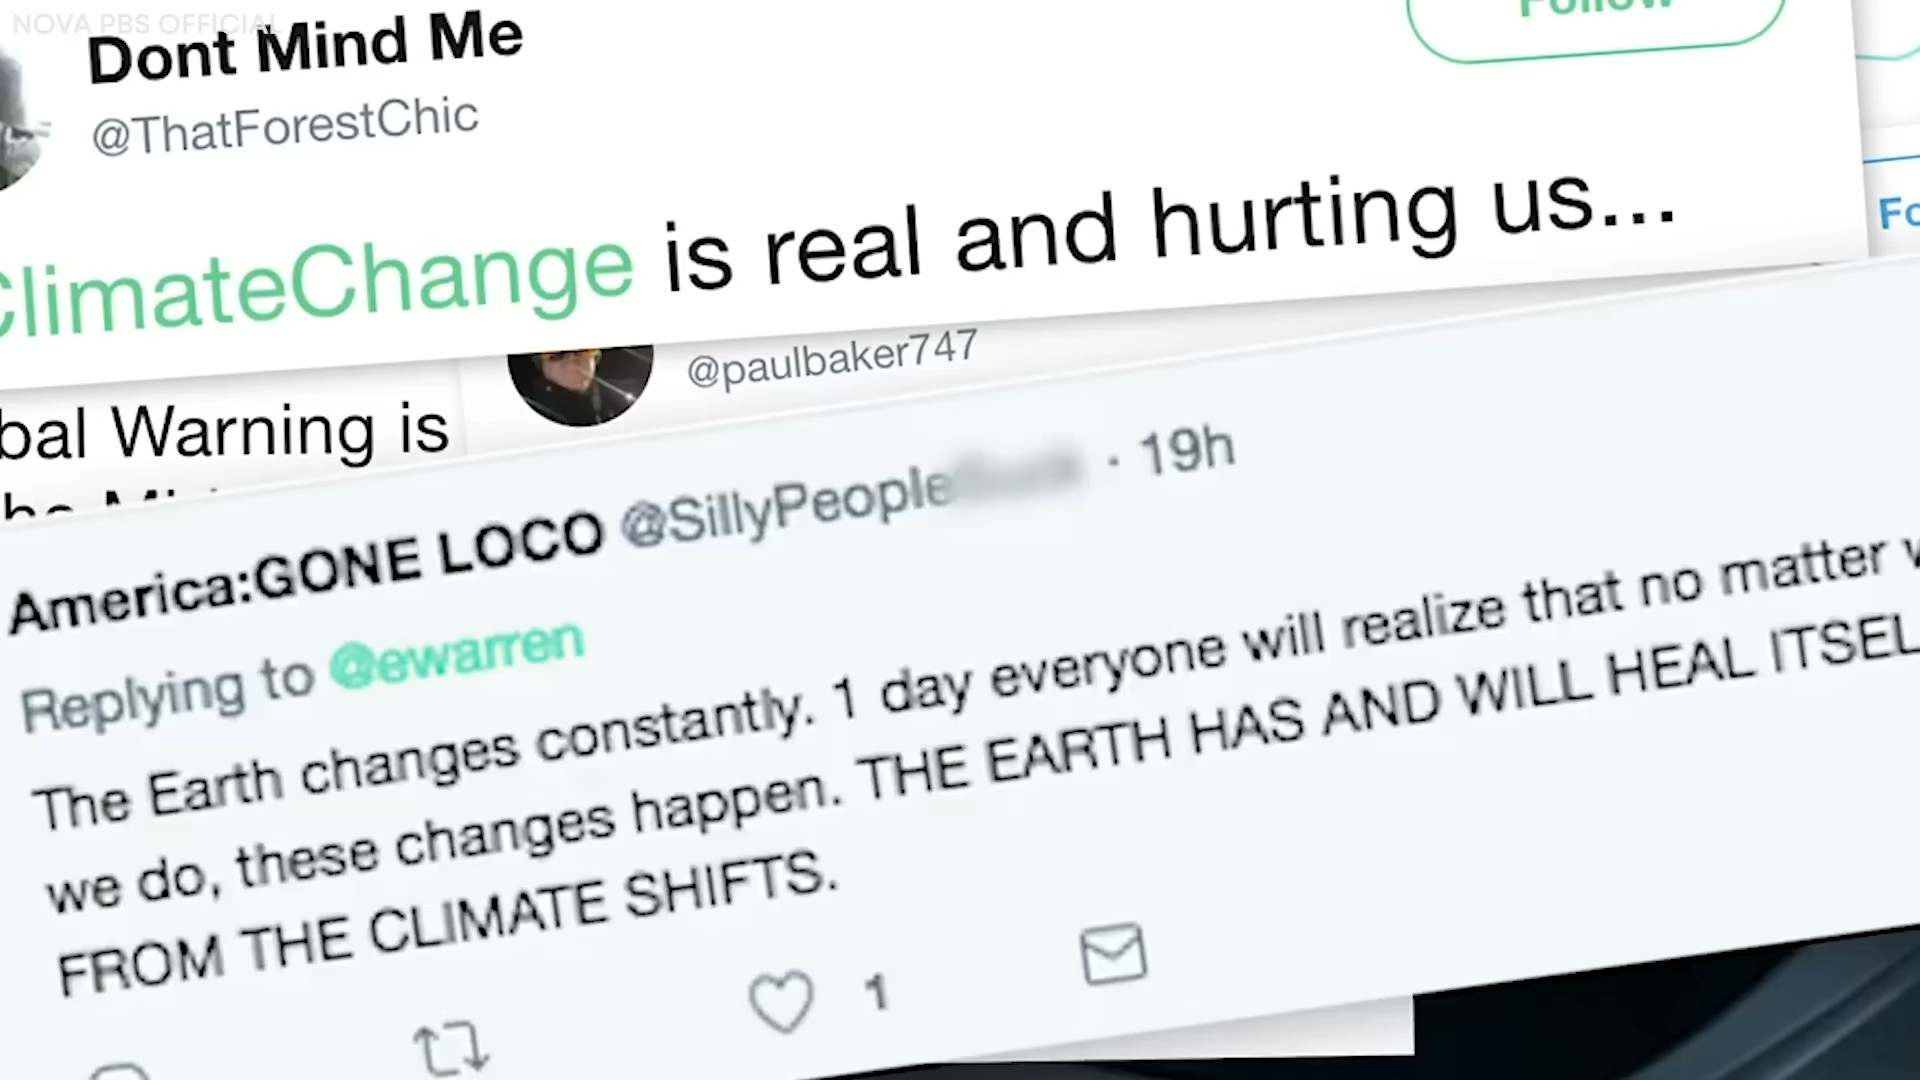 NOVA PBS OFFICIAL
Dont Mind Me
@ThatForestChic
Follow
ClimateChange is real and hurting us...
Fo
@paulbaker747
bal Warning is
America:GONE LOCO @SillyPeople · 19h
Replying to @ewarren
The Earth changes constantly. 1 day everyone will realize that no matter w
we do, these changes happen. THE EARTH HAS AND WILL HEAL ITSEL
FROM THE CLIMATE SHIFTS.
1